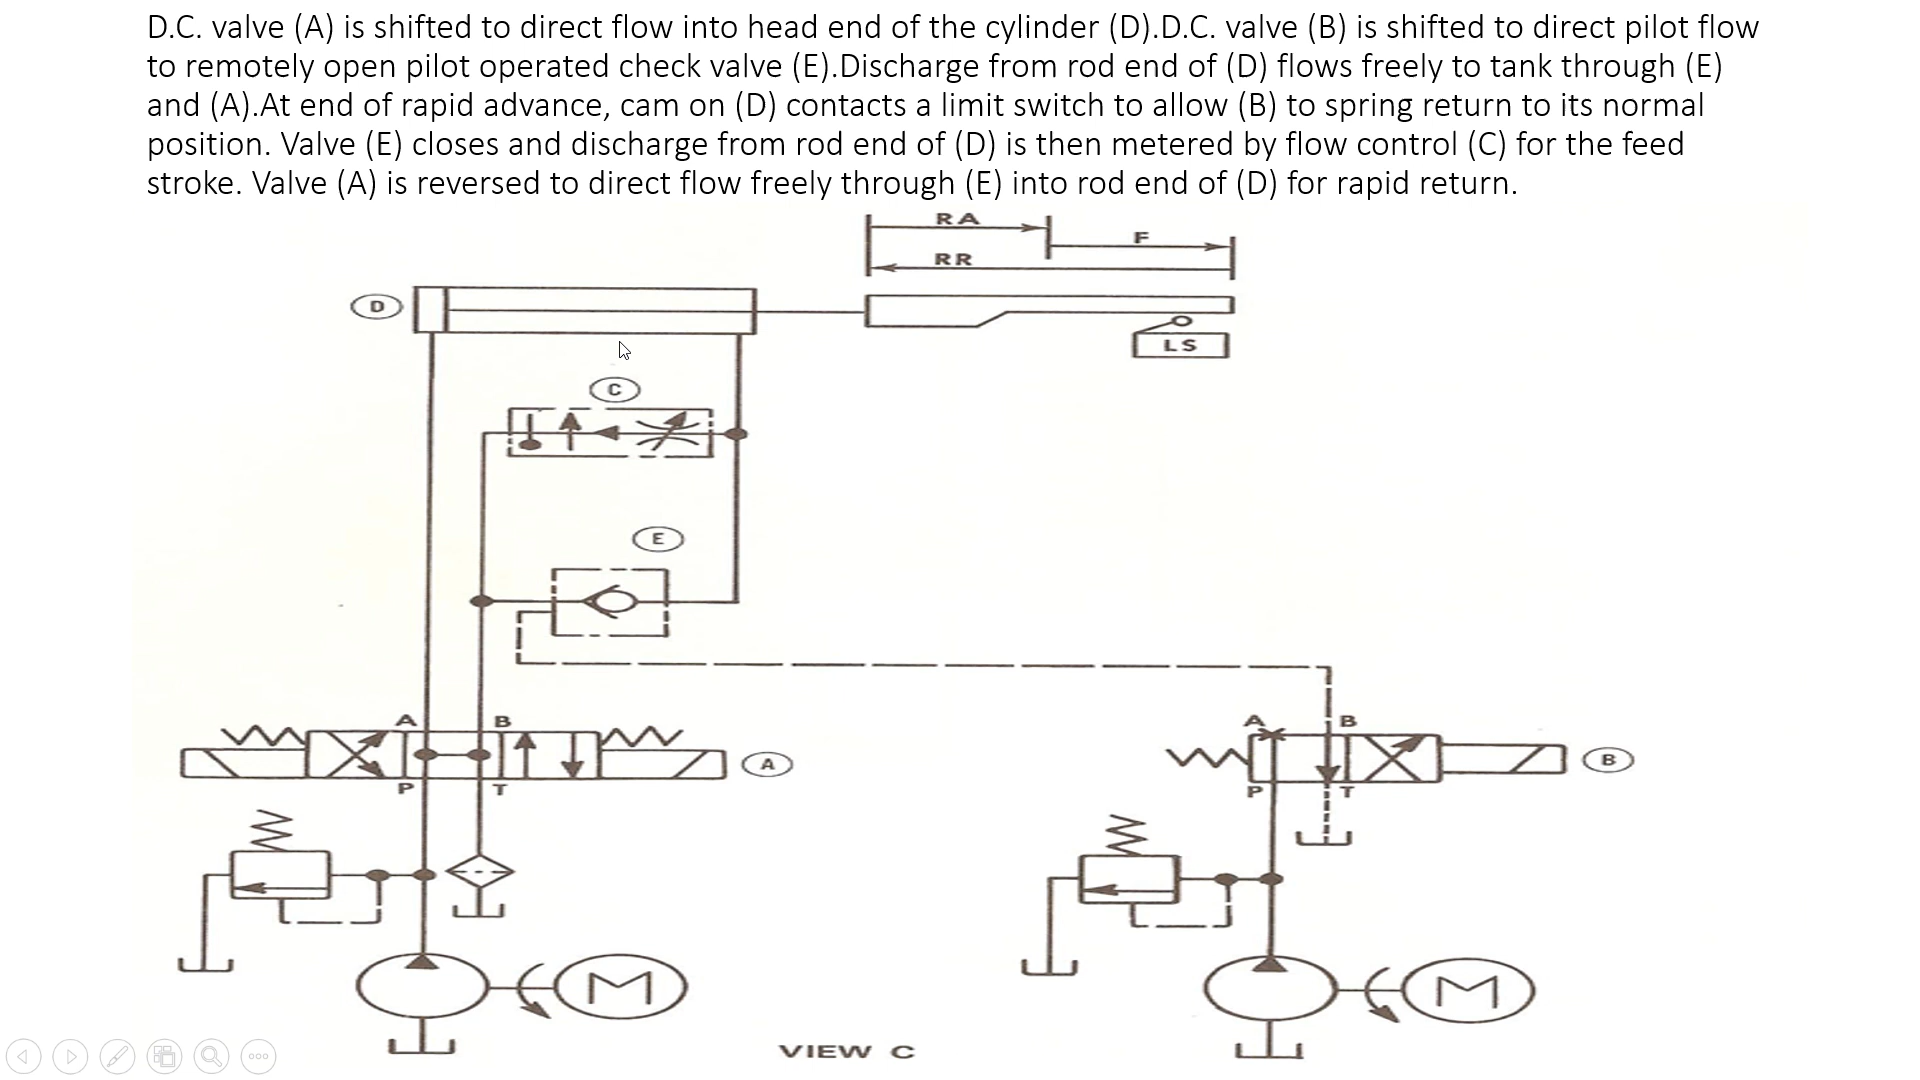 D.C. valve (A) is shifted to direct flow into head end of the cylinder (D).D.C. valve (B) is shifted to direct pilot flow
to remotely open pilot operated check valve (E).Discharge from rod end of (D) flows freely to tank through (E)
and (A).At end of rapid advance, cam on (D) contacts a limit switch to allow (B) to spring return to its normal
position. Valve (E) closes and discharge from rod end of (D) is then metered by flow control (C) for the feed
stroke. Valve (A) is reversed to direct flow freely through (E) into rod end of (D) for rapid return.
RA
F
RR
D
LS
C
E
A B
A B
A
B
P T
P T
M
M
VIEW C